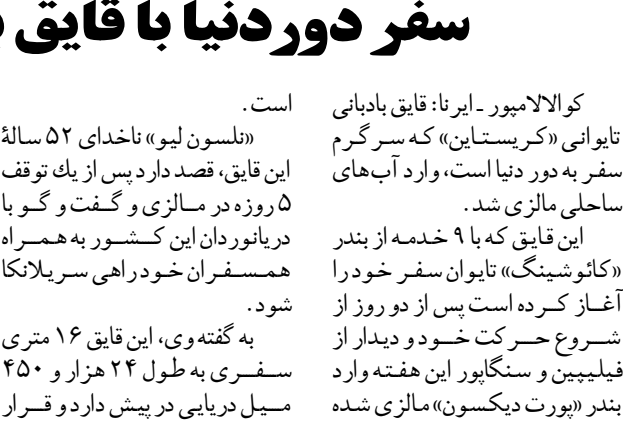 سفر دور دنیا با قایق
کوالالامپور ـ ایرنا: قایق بادبانی
تایوانی «کریستاین» که سرگرم
سفر به دور دنیا است، وارد آب‌های
ساحلی مالزی شد.
این قایق که با ۹ خدمه از بندر
«کائوشینگ» تایوان سفر خود را
آغاز کرده است پس از دو روز از
شروع حرکت خود و دیدار از
فیلیپین و سنگاپور این هفته وارد
بندر «پورت دیکسون» مالزی شده
است.
«نلسون لیو» ناخدای ۵۲ سالهٔ
این قایق، قصد دارد پس از یك توقف
۵ روزه در مالزی و گفت و گو با
دریانوردان این کشور به همراه
همسفران خود راهی سریلانکا
شود.
به گفته وی، این قایق ۱۶ متری
سفری به طول ۲۴ هزار و ۴۵۰
میل دریایی در پیش دارد و قرار